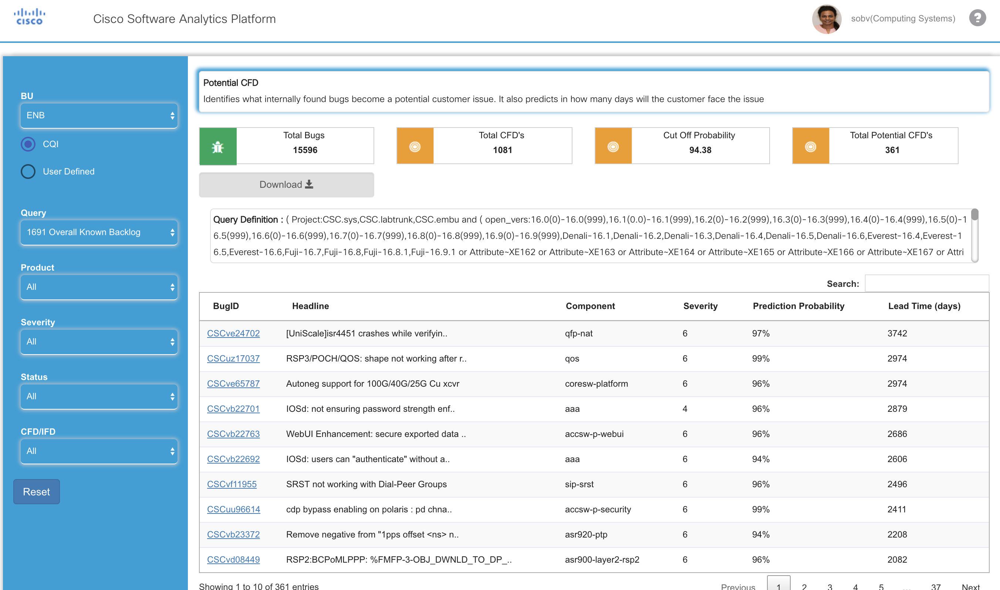 cisco
Cisco Software Analytics Platform
sobv(Computing Systems)
?
BU
ENB
CQI
User Defined
Query
1691 Overall Known Backlog
Product
All
Severity
All
Status
All
CFD/IFD
All
Reset
Potential CFD
Identifies what internally found bugs become a potential customer issue. It also predicts in how many days will the customer face the issue
Total Bugs
15596
Total CFD's
1081
Cut Off Probability
94.38
Total Potential CFD's
361
Download
Query Definition : ( Project:CSC.sys,CSC.labtrunk,CSC.embu and ( open_vers:16.0(0)-16.0(999),16.1(0.0)-16.1(999),16.2(0)-16.2(999),16.3(0)-16.3(999),16.4(0)-16.4(999),16.5(0)-1
6.5(999),16.6(0)-16.6(999),16.7(0)-16.7(999),16.8(0)-16.8(999),16.9(0)-16.9(999),Denali-16.1,Denali-16.2,Denali-16.3,Denali-16.4,Denali-16.5,Denali-16.6,Everest-16.4,Everest-1
6.5,Everest-16.6,Fuji-16.7,Fuji-16.8,Fuji-16.8.1,Fuji-16.9.1 or Attribute~XE162 or Attribute~XE163 or Attribute~XE164 or Attribute~XE165 or Attribute~XE166 or Attribute~XE167 or Attri
Search:
BugID Headline Component Severity Prediction Probability Lead Time (days)
CSCve24702 [UniScale]isr4451 crashes while verifyin.. qfp-nat 6 97% 3742
CSCuz17037 RSP3/POCH/QOS: shape not working after r.. qos 6 99% 2974
CSCve65787 Autoneg support for 100G/40G/25G Cu xcvr coresw-platform 6 96% 2974
CSCvb22701 IOSd: not ensuring password strength enf.. aaa 4 96% 2879
CSCvb22763 WebUI Enhancement: secure exported data .. accsw-p-webui 6 96% 2686
CSCvb22692 IOSd: users can "authenticate" without a.. aaa 6 94% 2606
CSCvf11955 SRST not working with Dial-Peer Groups sip-srst 6 96% 2496
CSCuu96614 cdp bypass enabling on polaris : pd chna.. accsw-p-security 6 99% 2411
CSCvb23372 Remove negative from "1pps offset <ns> n.. asr920-ptp 6 94% 2208
CSCvd08449 RSP2:BCPoMLPPP: %FMFP-3-OBJ_DWNLD_TO_DP_.. asr900-layer2-rsp2 6 96% 2082
Showing 1 to 10 of 361 entries
Previous 1 2 3 4 5 ... 37 Next